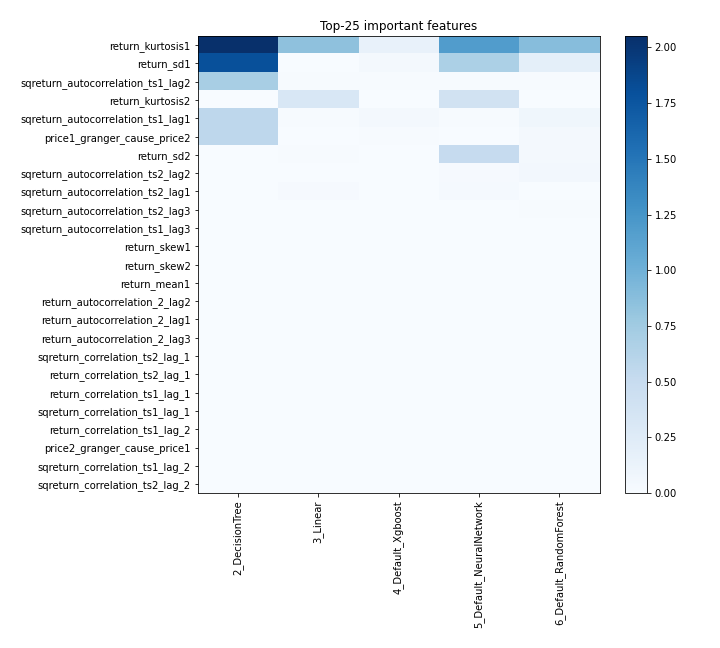 Top-25 important features
return_kurtosis1
return_sd1
sqreturn_autocorrelation_ts1_lag2
return_kurtosis2
sqreturn_autocorrelation_ts1_lag1
price1_granger_cause_price2
return_sd2
sqreturn_autocorrelation_ts2_lag2
sqreturn_autocorrelation_ts2_lag1
sqreturn_autocorrelation_ts2_lag3
sqreturn_autocorrelation_ts1_lag3
return_skew1
return_skew2
return_mean1
return_autocorrelation_2_lag2
return_autocorrelation_2_lag1
return_autocorrelation_2_lag3
sqreturn_correlation_ts2_lag_1
return_correlation_ts2_lag_1
return_correlation_ts1_lag_1
sqreturn_correlation_ts1_lag_1
return_correlation_ts1_lag_2
price2_granger_cause_price1
sqreturn_correlation_ts1_lag_2
sqreturn_correlation_ts2_lag_2
2_DecisionTree
3_Linear
4_Default_Xgboost
5_Default_NeuralNetwork
6_Default_RandomForest
2.00
1.75
1.50
1.25
1.00
0.75
0.50
0.25
0.00